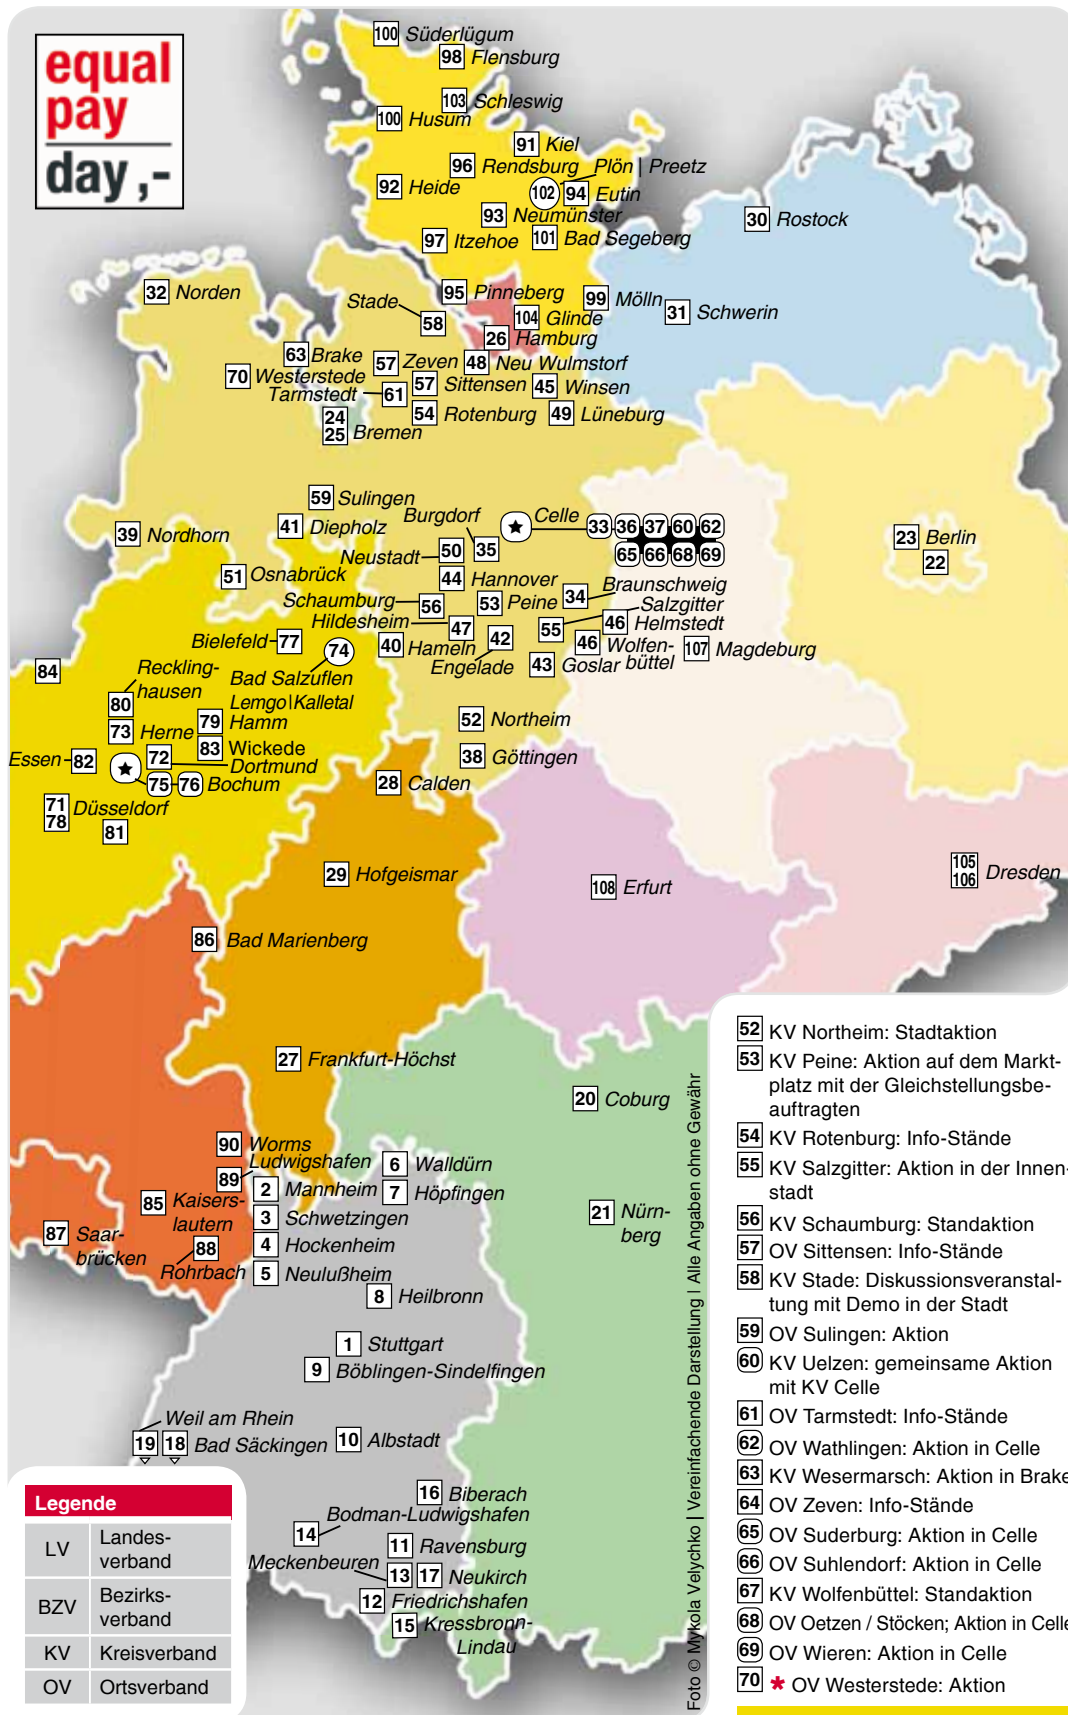 equal
pay
day ,-
100 Süderlügum
98 Flensburg
103 Schleswig
100 Husum
91 Kiel
96 Rendsburg Plön | Preetz
92 Heide
102 94 Eutin
93 Neumünster
97 Itzehoe 101 Bad Segeberg
30 Rostock
32 Norden
95 Pinneberg
99 Mölln
Stade
58
104 Glinde
31 Schwerin
26 Hamburg
63 Brake
57 Zeven
48 Neu Wulmstorf
70 Westerstede
57 Sittensen
45 Winsen
Tarmstedt 61
54 Rotenburg
49 Lüneburg
24
25 Bremen
59 Sulingen
41 Diepholz
Burgdorf
35
★ Celle 33 36 37 60 62
65 66 68 69
39 Nordhorn
Neustadt 50
23 Berlin
22
51 Osnabrück
44 Hannover
Braunschweig
34
Schaumburg 56
53 Peine
Salzgitter
55
46 Helmstedt
Hildesheim
47
Bielefeld 77
74
Bad Salzuflen
40 Hameln
42
Engelade
46 Wolfen-
büttel
43 Goslar
107 Magdeburg
84
Reckling-
hausen
80
Lemgo|Kalletal
73 Herne
79 Hamm
83 Wickede
52 Northeim
Essen 82
★
72
Dortmund
75 76 Bochum
38 Göttingen
28 Calden
71
78 Düsseldorf
81
29 Hofgeismar
108 Erfurt
105
106 Dresden
86 Bad Marienberg
27 Frankfurt-Höchst
20 Coburg
90 Worms
Ludwigshafen
89
6 Walldürn
2 Mannheim
7 Höpfingen
85 Kaisers-
lautern
3 Schwetzingen
21 Nürn-
berg
87 Saar-
brücken
88
Rohrbach
4 Hockenheim
5 Neulußheim
8 Heilbronn
1 Stuttgart
9 Böblingen-Sindelfingen
Weil am Rhein
19 18 Bad Säckingen
10 Albstadt
16 Biberach
Bodman-Ludwigshafen
14
11 Ravensburg
Meckenbeuren
13 17 Neukirch
12 Friedrichshafen
15 Kressbronn-
Lindau
Legende
LV Landes-
verband
BZV Bezirks-
verband
KV Kreisverband
OV Ortsverband
Foto © Mykola Velychko | Vereinfachende Darstellung | Alle Angaben ohne Gewähr
52 KV Northeim: Stadtaktion
53 KV Peine: Aktion auf dem Markt-
platz mit der Gleichstellungsbe-
auftragten
54 KV Rotenburg: Info-Stände
55 KV Salzgitter: Aktion in der Innen-
stadt
56 KV Schaumburg: Standaktion
57 OV Sittensen: Info-Stände
58 KV Stade: Diskussionsveranstal-
tung mit Demo in der Stadt
59 OV Sulingen: Aktion
60 KV Uelzen: gemeinsame Aktion
mit KV Celle
61 OV Tarmstedt: Info-Stände
62 OV Wathlingen: Aktion in Celle
63 KV Wesermarsch: Aktion in Brake
64 OV Zeven: Info-Stände
65 OV Suderburg: Aktion in Celle
66 OV Suhlendorf: Aktion in Celle
67 KV Wolfenbüttel: Standaktion
68 OV Oetzen / Stöcken; Aktion in Celle
69 OV Wieren: Aktion in Celle
70 * OV Westerstede: Aktion